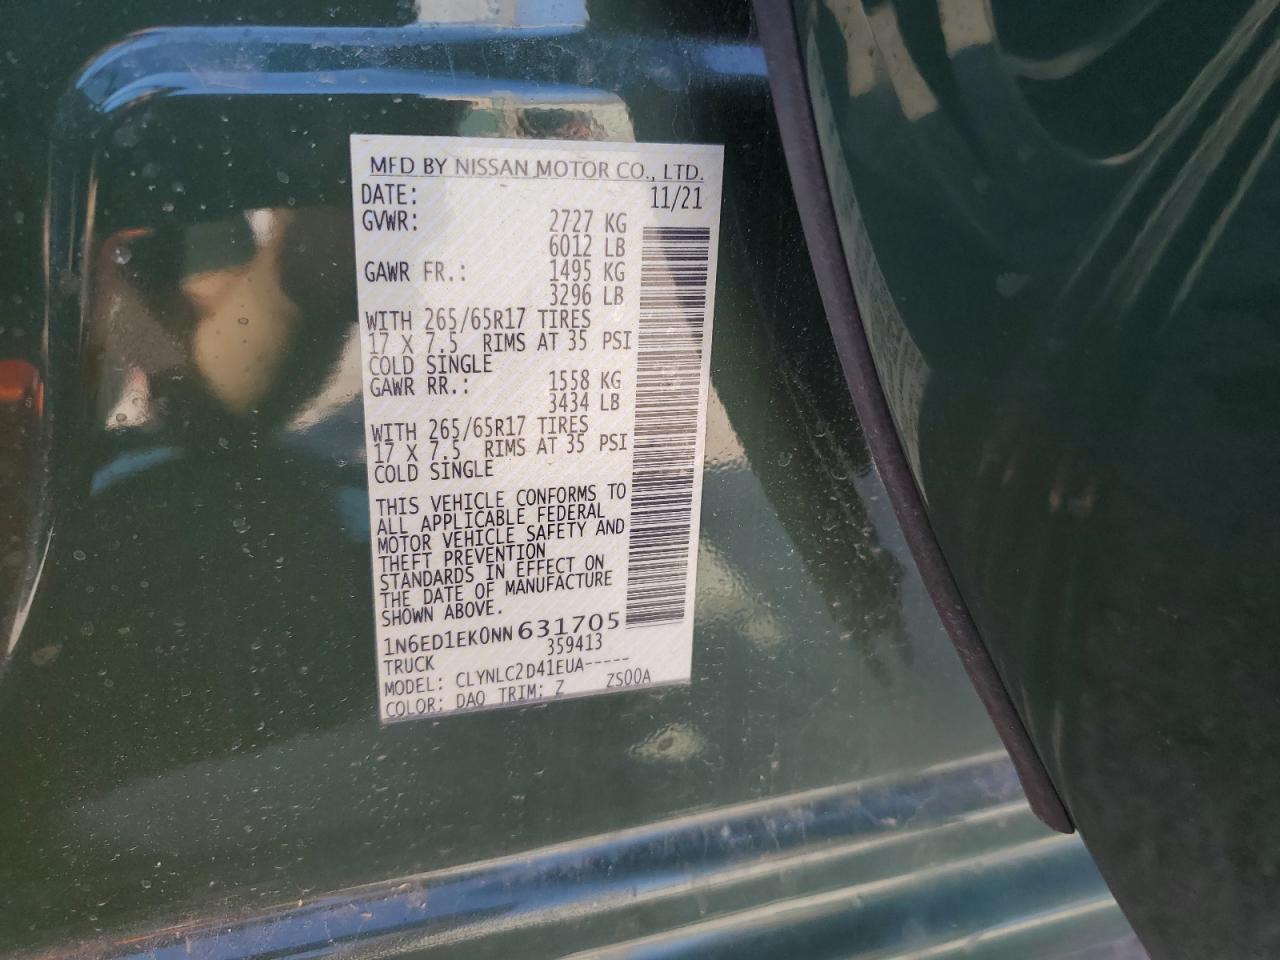 MFD BY NISSAN MOTOR CO., LTD.
DATE: 11/21
GVWR: 2727 KG
6012 LB
GAWR FR.: 1495 KG
3296 LB
WITH 265/65R17 TIRES
17 X 7.5 RIMS AT 35 PSI
COLD SINGLE
GAWR RR.: 1558 KG
3434 LB
WITH 265/65R17 TIRES
17 X 7.5 RIMS AT 35 PSI
COLD SINGLE
THIS VEHICLE CONFORMS TO
ALL APPLICABLE FEDERAL
MOTOR VEHICLE SAFETY AND
THEFT PREVENTION
STANDARDS IN EFFECT ON
THE DATE OF MANUFACTURE
SHOWN ABOVE.
1N6ED1EK0NN631705
TRUCK 359413
MODEL: CLYNLC2D41EUA-----
COLOR: DAQ TRIM: Z ZS00A